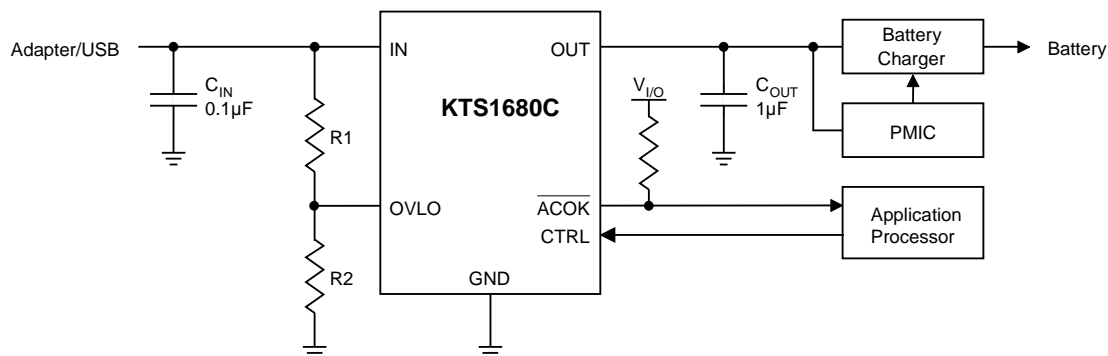 Adapter/USB
C_IN
0.1µF
R1
R2
IN
OVLO
KTS1680C
OUT
A̅C̅O̅K̅
CTRL
GND
V_I/O
C_OUT
1µF
Battery
Charger
Battery
PMIC
Application
Processor